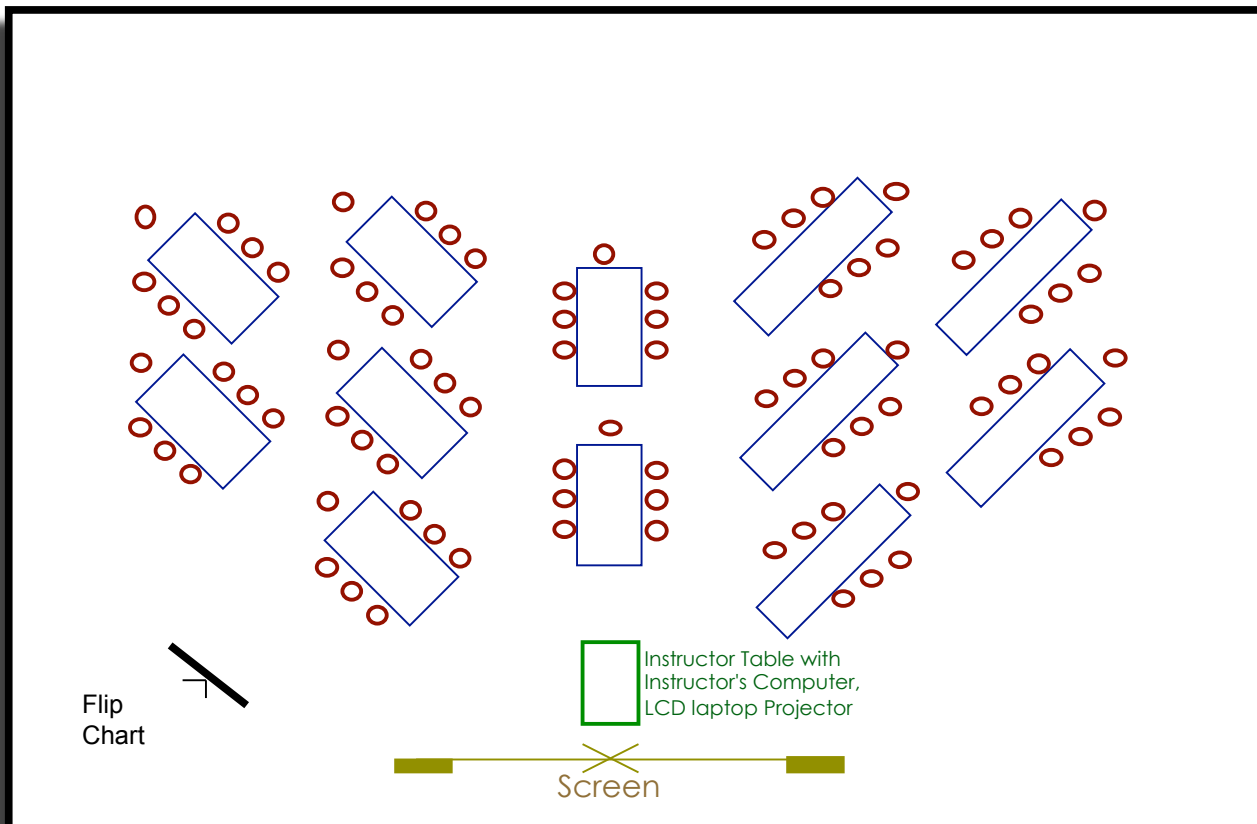 Instructor Table with
Instructor's Computer,
LCD laptop Projector
Flip
Chart
Screen